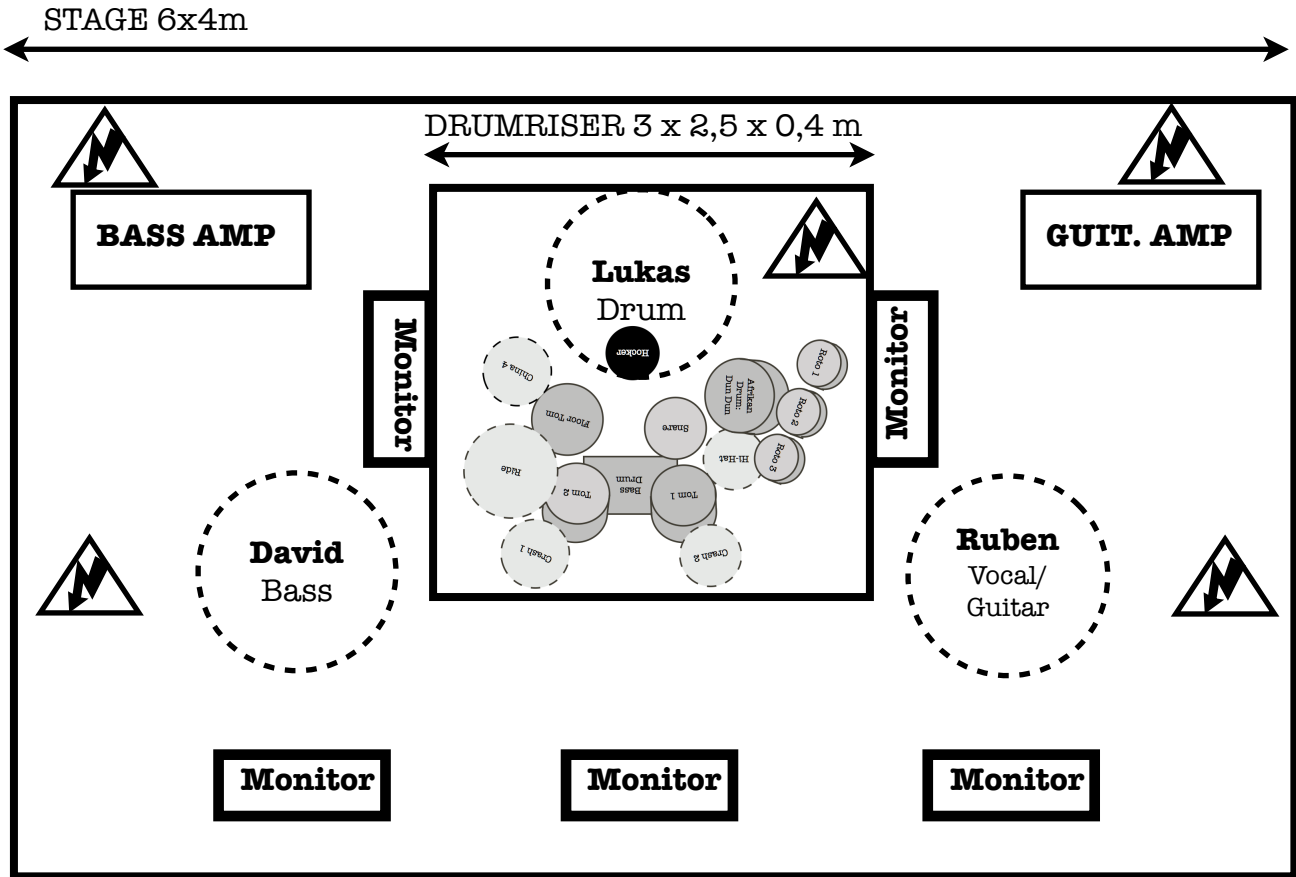 STAGE 6x4m
DRUMRISER 3 x 2,5 x 0,4 m
BASS AMP
GUIT. AMP
Lukas
Drum
Hocker
Monitor
Monitor
China 4
Floor Tom
Snare
Afrikan
Drum:
Dun Dun
Roto 1
Roto 2
Roto 3
Hi-Hat
Ride
Tom 2
Bass
Drum
Tom 1
Crash 1
Crash 2
David
Bass
Ruben
Vocal/
Guitar
Monitor
Monitor
Monitor